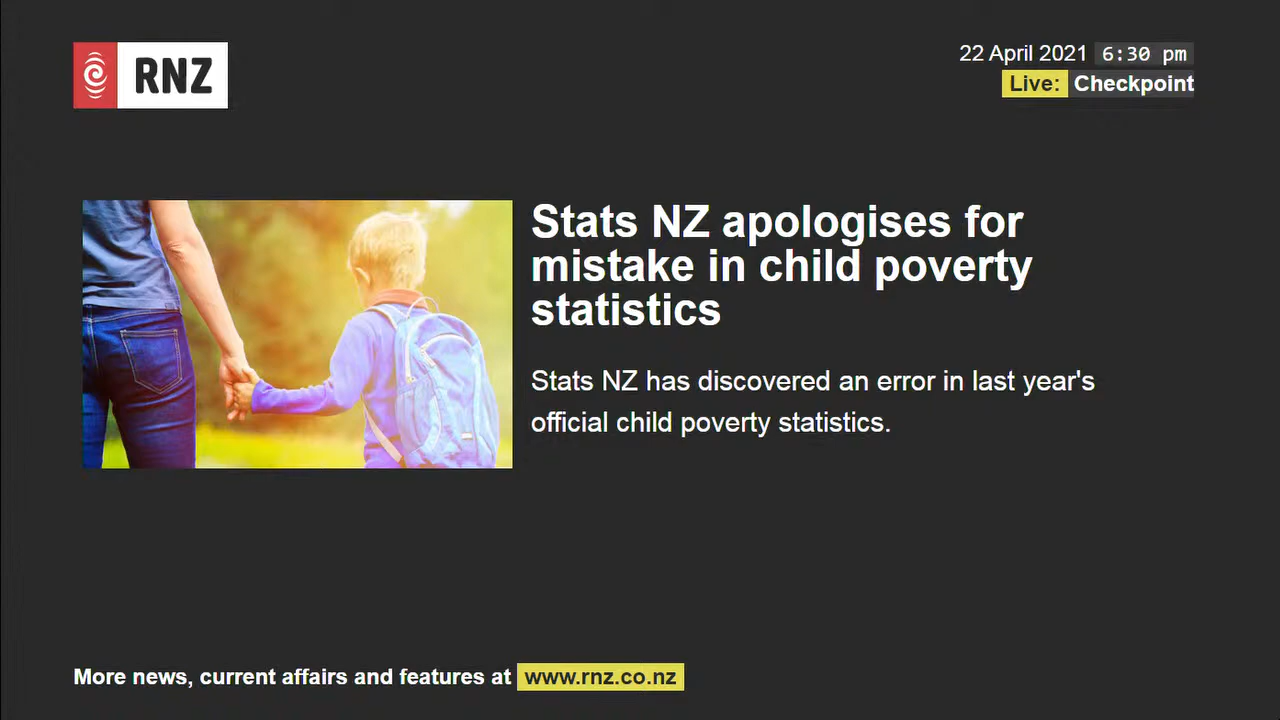 RNZ
22 April 2021 6:30 pm
Live: Checkpoint
Stats NZ apologises for
mistake in child poverty
statistics
Stats NZ has discovered an error in last year's
official child poverty statistics.
More news, current affairs and features at www.rnz.co.nz